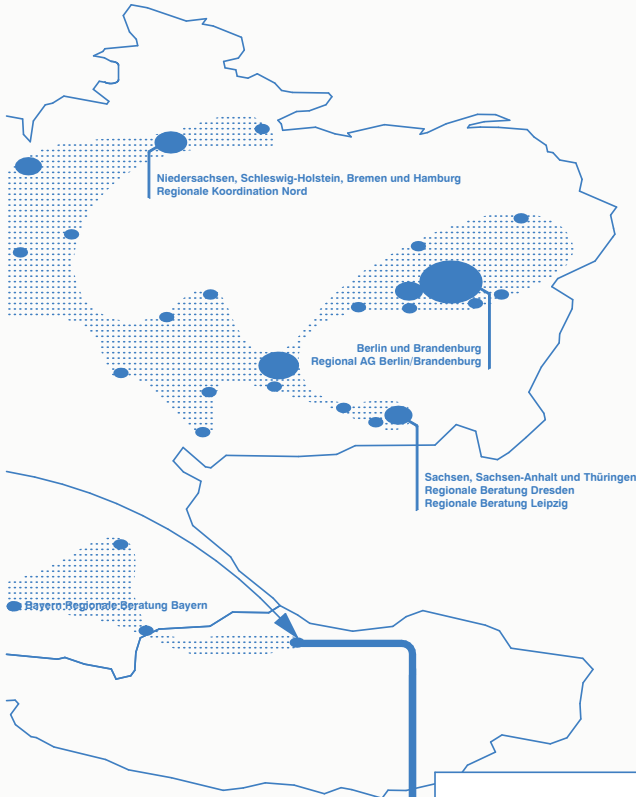 Niedersachsen, Schleswig-Holstein, Bremen und Hamburg
Regionale Koordination Nord
Berlin und Brandenburg
Regional AG Berlin/Brandenburg
Sachsen, Sachsen-Anhalt und Thüringen
Regionale Beratung Dresden
Regionale Beratung Leipzig
Bayern Regionale Beratung Bayern